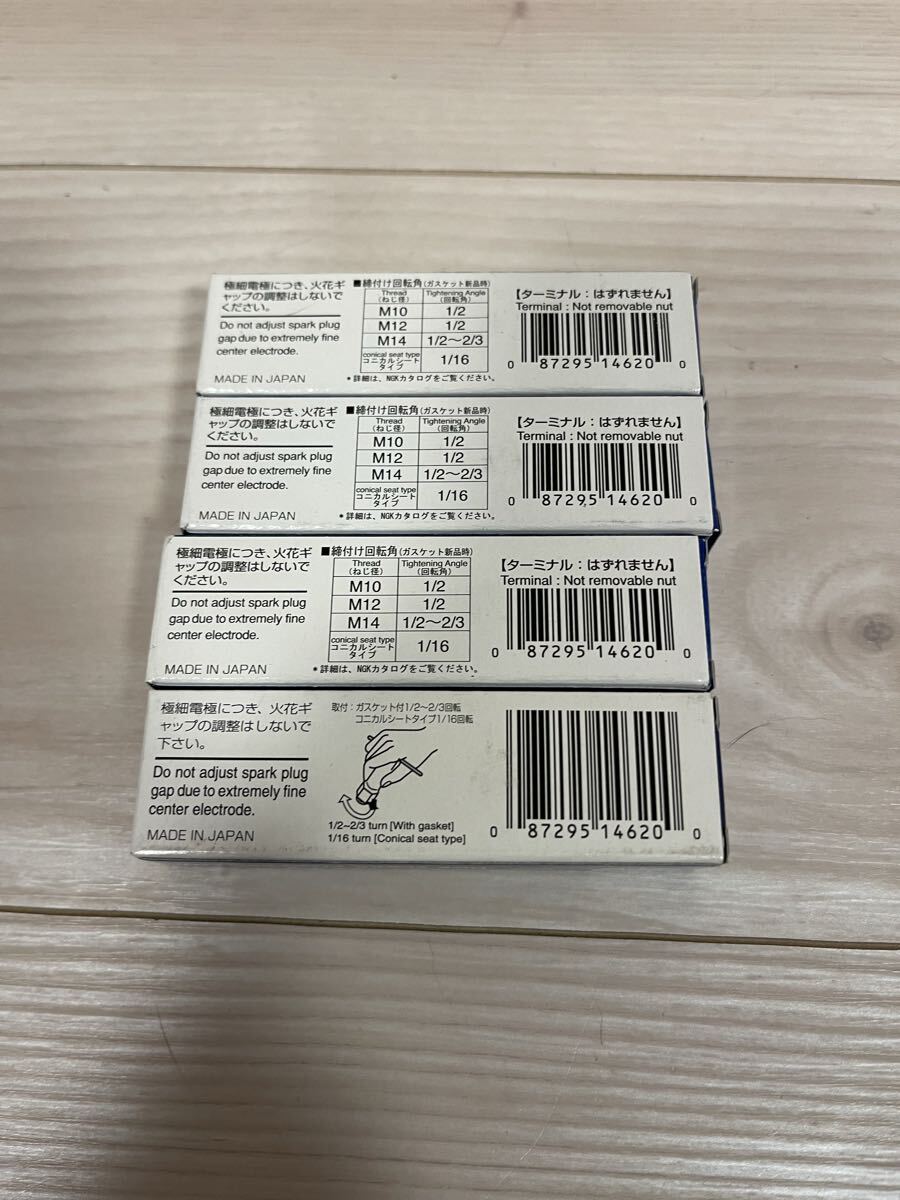 極細電極につき、火花ギ
ャップの調整はしないで
ください。
Do not adjust spark plug
gap due to extremely fine
center electrode.
MADE IN JAPAN
■締付け回転角(ガスケット新品時)
Thread Tightening Angle
(ねじ径) (回転角)
M10 1/2
M12 1/2
M14 1/2〜2/3
conical seat type
コニカルシート
タイプ 1/16
*詳細は、NGKカタログをご覧ください。
【ターミナル：はずれません】
Terminal : Not removable nut
0 87295 14620 0
極細電極につき、火花ギ
ャップの調整はしないで
ください。
Do not adjust spark plug
gap due to extremely fine
center electrode.
MADE IN JAPAN
■締付け回転角(ガスケット新品時)
Thread Tightening Angle
(ねじ径) (回転角)
M10 1/2
M12 1/2
M14 1/2〜2/3
conical seat type
コニカルシート
タイプ 1/16
*詳細は、NGKカタログをご覧ください。
【ターミナル：はずれません】
Terminal : Not removable nut
0 87295 14620 0
極細電極につき、火花ギ
ャップの調整はしないで
ください。
Do not adjust spark plug
gap due to extremely fine
center electrode.
MADE IN JAPAN
■締付け回転角(ガスケット新品時)
Thread Tightening Angle
(ねじ径) (回転角)
M10 1/2
M12 1/2
M14 1/2〜2/3
conical seat type
コニカルシート
タイプ 1/16
*詳細は、NGKカタログをご覧ください。
【ターミナル：はずれません】
Terminal : Not removable nut
0 87295 14620 0
極細電極につき、火花ギ
ャップの調整はしないで
下さい。
Do not adjust spark plug
gap due to extremely fine
center electrode.
MADE IN JAPAN
取付：ガスケット付1/2〜2/3回転
コニカルシートタイプ1/16回転
1/2~2/3 turn [With gasket]
1/16 turn [Conical seat type]
0 87295 14620 0